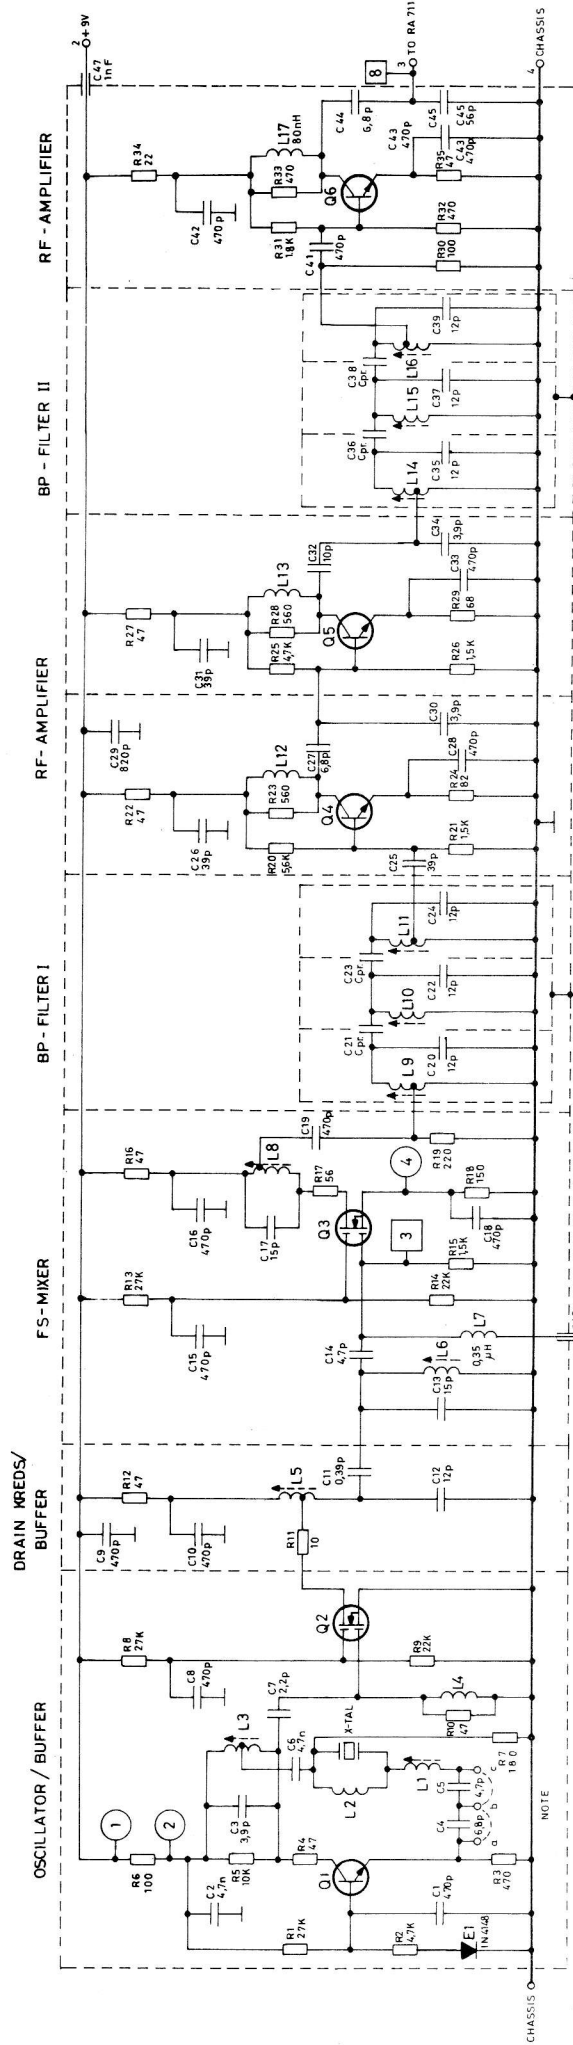 DRAIN KREDS/
BUFFER
OSCILLATOR / BUFFER
FS-MIXER
BP-FILTER I
RF-AMPLIFIER
BP-FILTER II
RF-AMPLIFIER
1
R6
100
2
C2
4,7n
R5
10K
C3
3,9p
L3
R4
47
R1
27K
Q1
R2
4,7K
E1
1N4148
C1
470p
R3
470
C4
6,8p
C5
4,7p
a
b
c
L1
L2
X-TAL
C6
4,7n
C7
2,2p
R7
180
R10
47
L4
C8
470p
R8
27K
Q2
R9
22K
NOTE
C9
470p
R12
47
C10
470p
L5
R11
10
C11
0,39p
C12
12p
C13
15p
L6
C14
4,7p
L7
0,35
µH
C15
470p
R13
27K
R14
22K
R15
1,5K
3
Q3
4
C18
470p
R18
150
R16
47
C16
470p
C17
15p
L8
R17
56
C19
470p
R19
220
L9
C20
12p
C21
Cpr.
L10
C22
12p
C23
Cpr.
L11
C24
12p
C25
39p
R20
5,6K
R21
1,5K
Q4
R22
47
C26
39p
R23
560
L12
C27
6,8p
R24
82
C28
470p
C29
820p
C30
3,9p
R25
4,7K
R26
1,5K
Q5
R27
47
C31
39p
R28
560
L13
C32
10p
R29
68
C33
470p
C34
3,9p
L14
C35
12p
C36
Cpr.
L15
C37
12p
C38
Cpr.
L16
C39
12p
R30
100
C41
470p
R31
1,8K
R32
470
Q6
R34
22
C42
470p
R33
470
L17
80nH
C44
6,8p
C43
470p
R35
47
C43
470p
C45
C45
56p
8
C47
1nF
2
+9V
3
TO RA 711
4
CHASSIS
CHASSIS